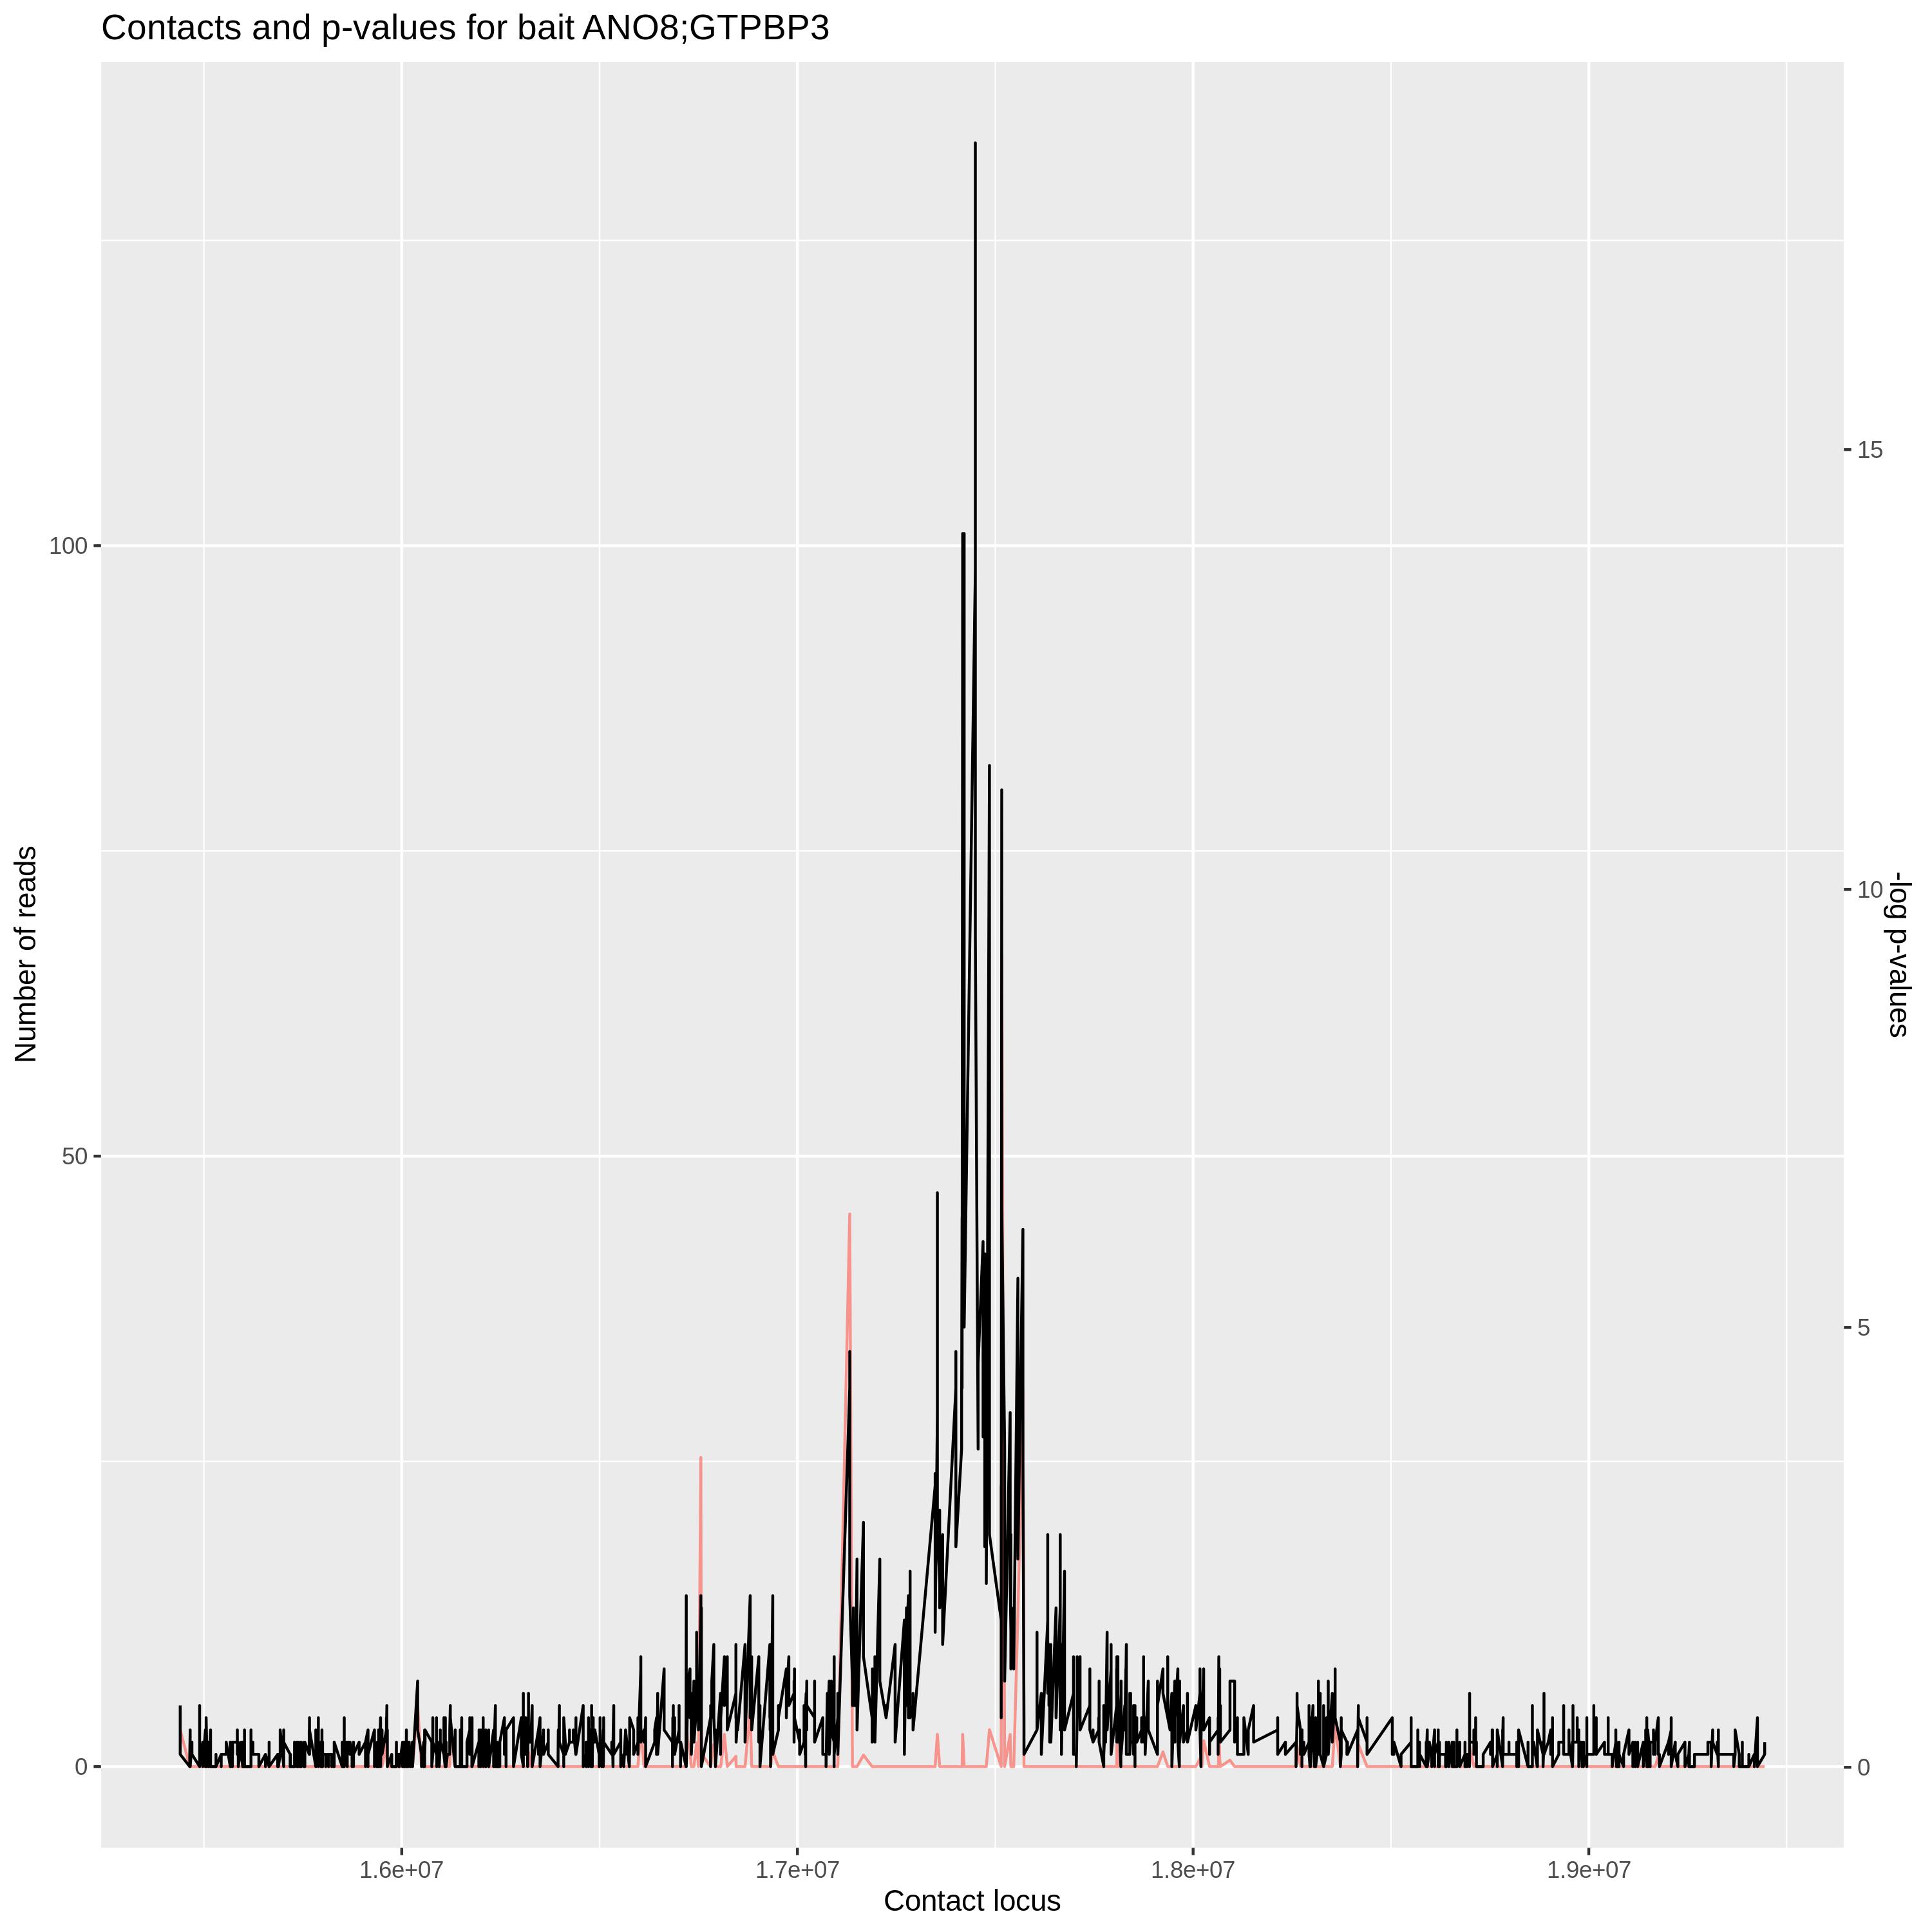 Contacts and p-values for bait ANO8;GTPBP3
Number of reads
100
50
0
15
10
5
0
-log p-values
1.6e+07
1.7e+07
1.8e+07
1.9e+07
Contact locus